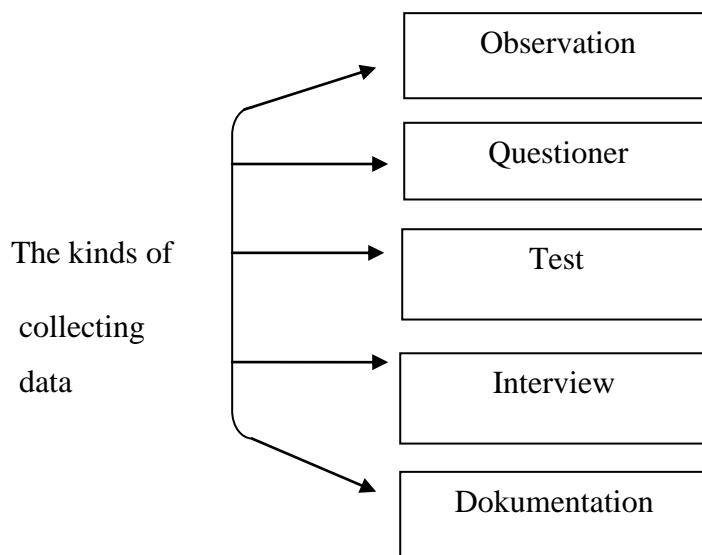 The kinds of
collecting
data
Observation
Questioner
Test
Interview
Dokumentation